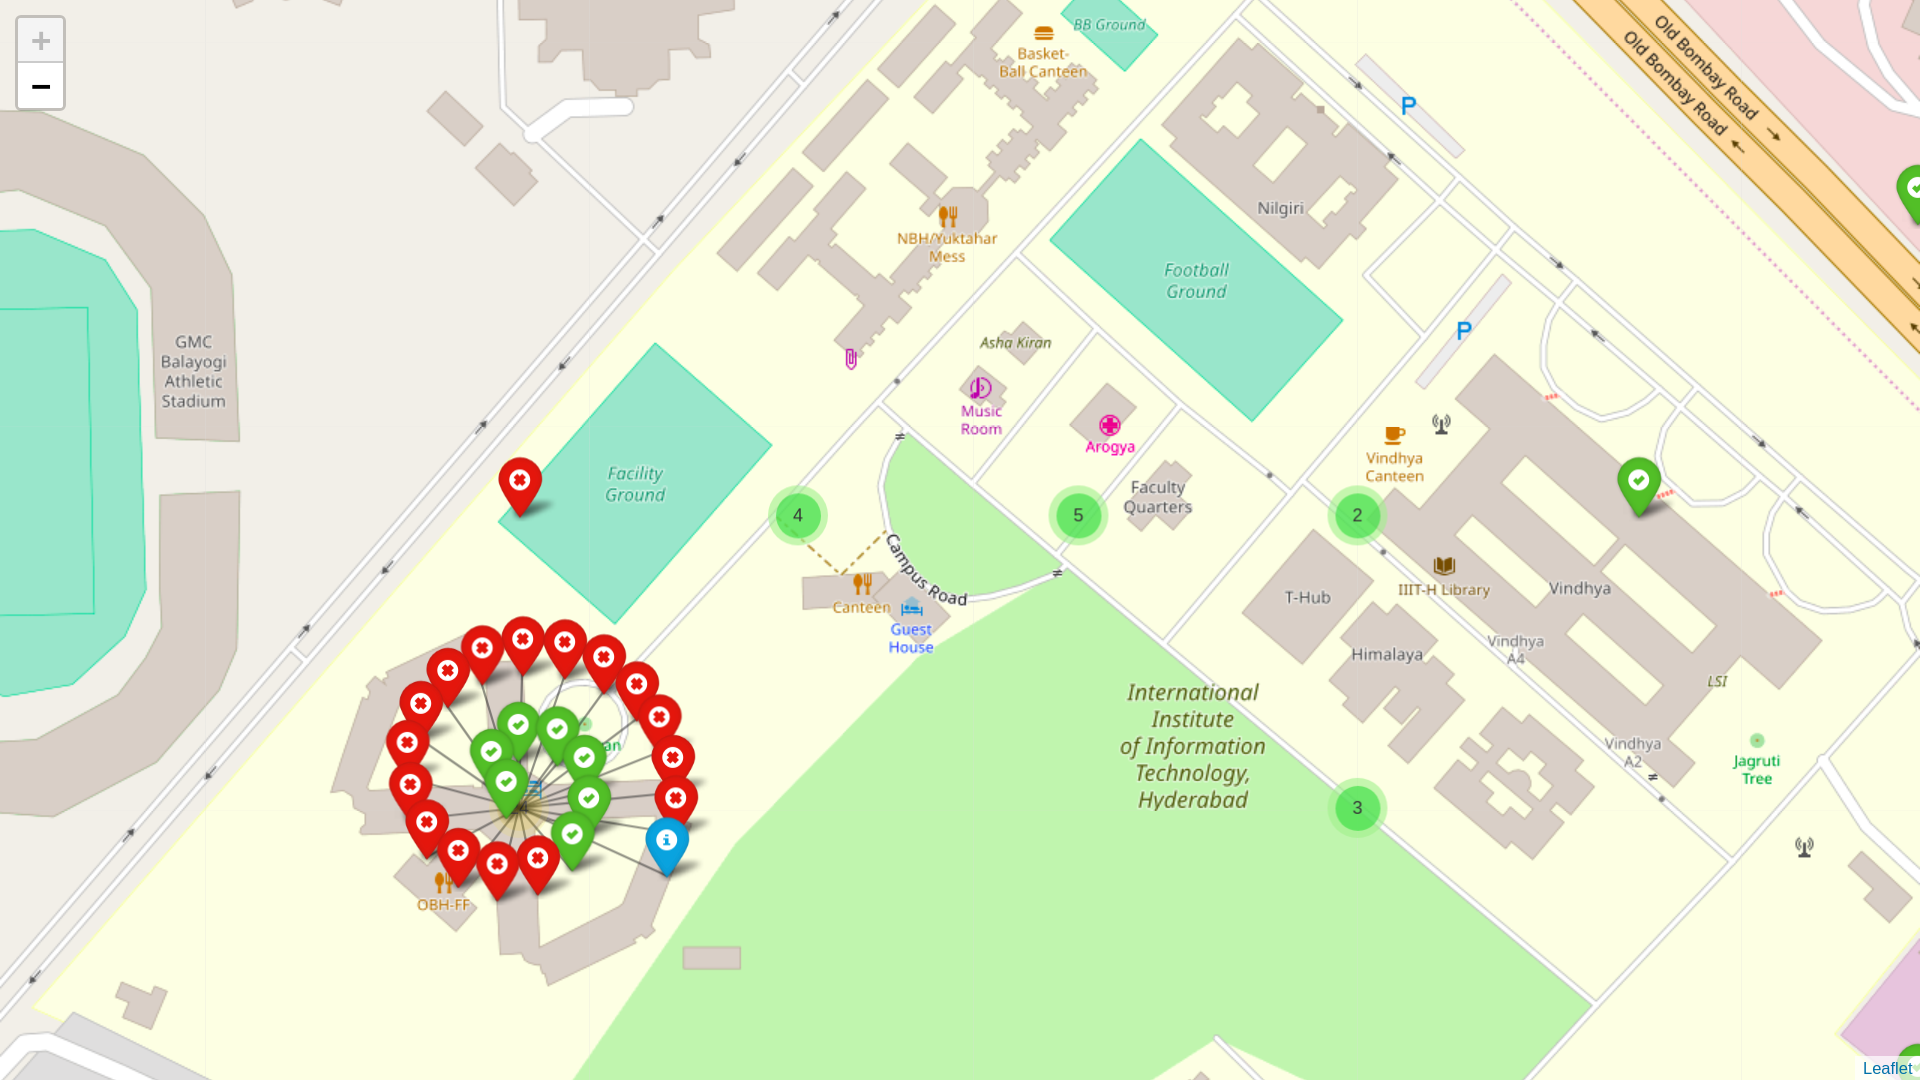 +
−
BB Ground
Basket-
Ball Canteen
Old Bombay Road
Old Bombay Road
P
Nilgiri
NBH/Yuktahar
Mess
Football
Ground
P
GMC
Balayogi
Athletic
Stadium
Asha Kiran
Music
Room
Arogya
Vindhya
Canteen
Facility
Ground
Faculty
Quarters
4
5
2
Campus Road
Canteen
Guest
House
T-Hub
IIIT-H Library
Vindhya
Himalaya
Vindhya
A4
LSI
International
Institute
of Information
Technology,
Hyderabad
Vindhya
A2
Jagruti
Tree
3
OBH-FF
Leaflet